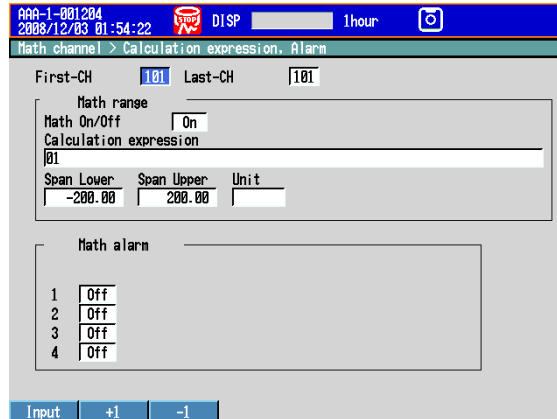 AAA-1-001204
2008/12/03 01:54:22 STOP DISP 1hour
Math channel > Calculation expression, Alarm
First-CH 101 Last-CH 101
Math range
Math On/Off On
Calculation expression
01
Span Lower Span Upper Unit
-200.00 200.00
Math alarm
1 Off
2 Off
3 Off
4 Off
Input +1 -1